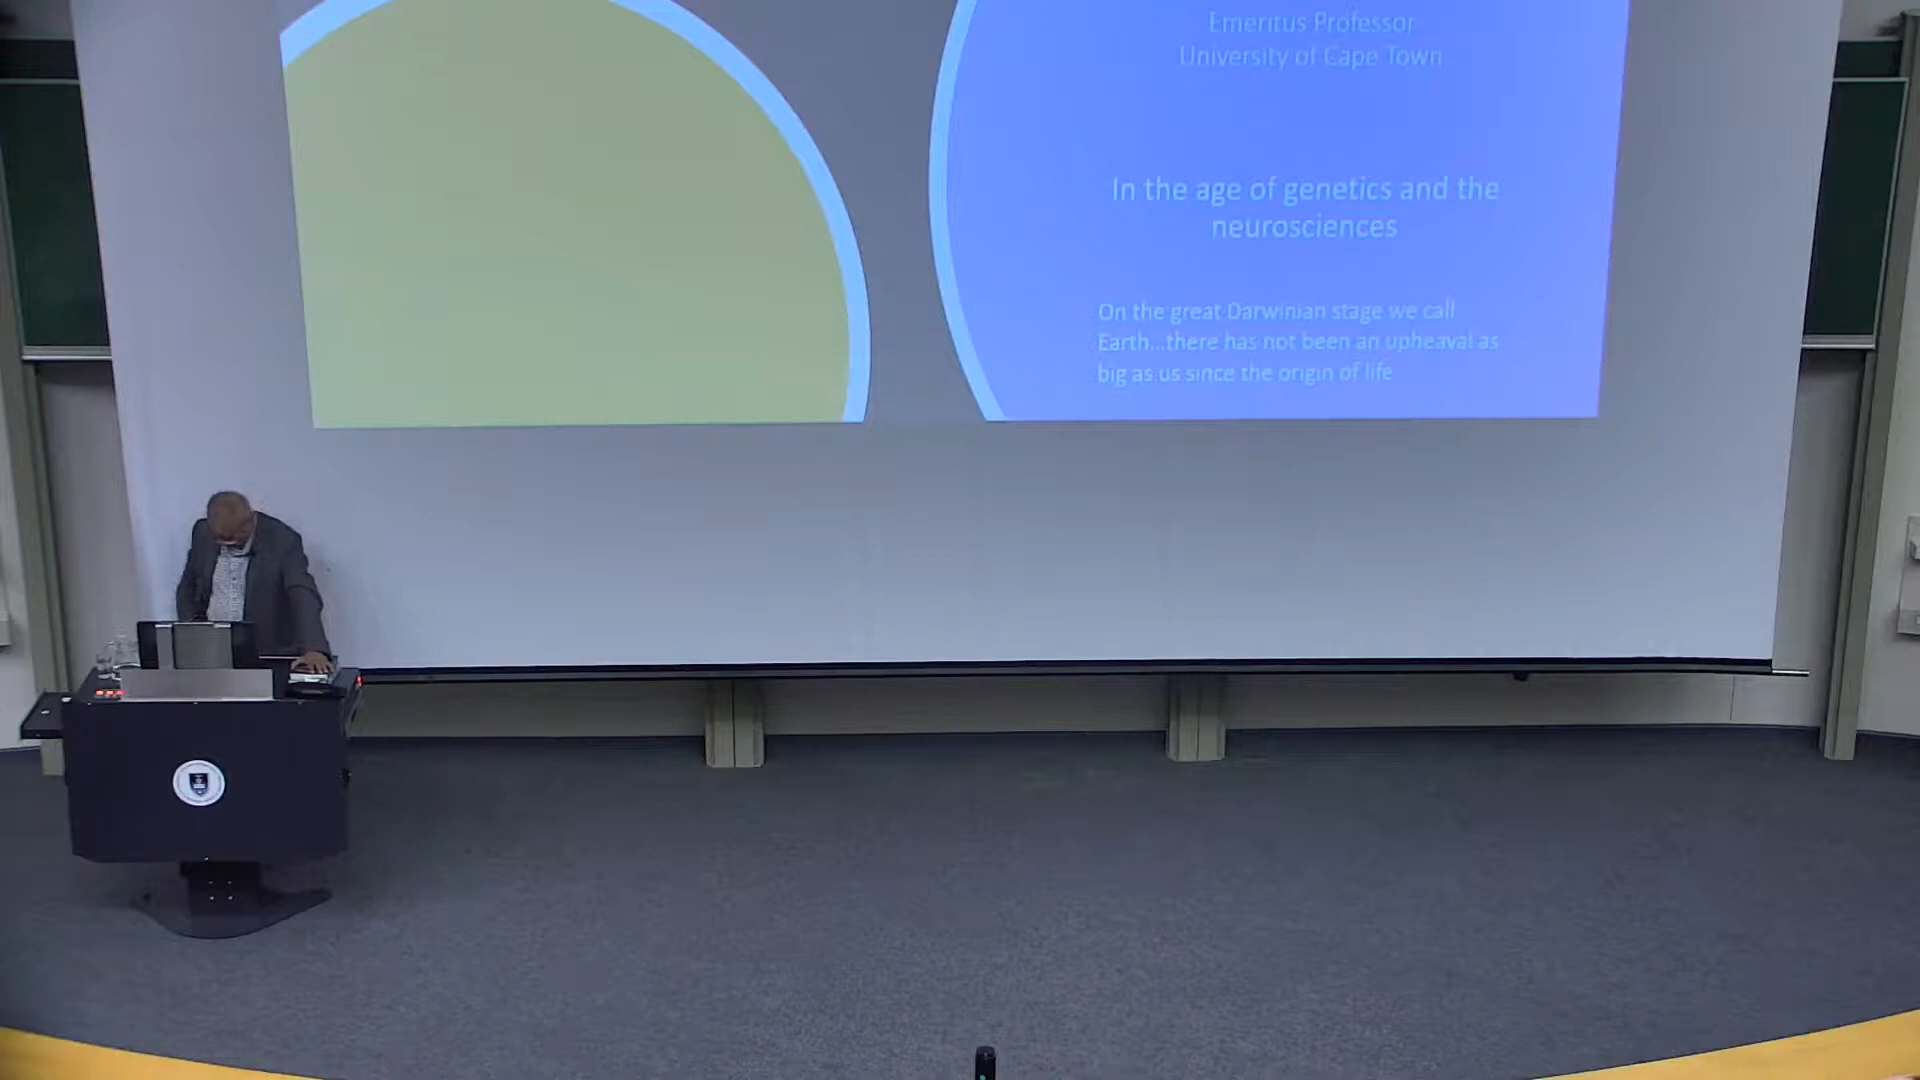 Emeritus Professor
University of Cape Town
In the age of genetics and the
neurosciences
On the great Darwinian stage we call
Earth...there has not been an upheaval as
big as us since the origin of life